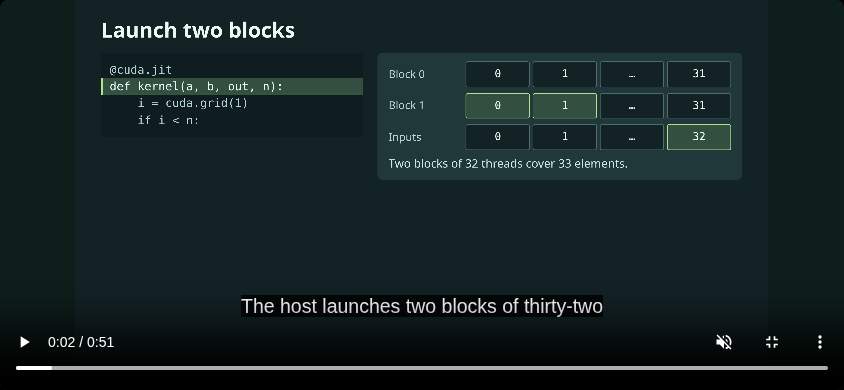 Launch two blocks
@cuda.jit
def kernel(a, b, out, n):
    i = cuda.grid(1)
    if i < n:
Block 0 0 1 … 31
Block 1 0 1 … 31
Inputs 0 1 … 32
Two blocks of 32 threads cover 33 elements.
The host launches two blocks of thirty-two
0:02 / 0:51